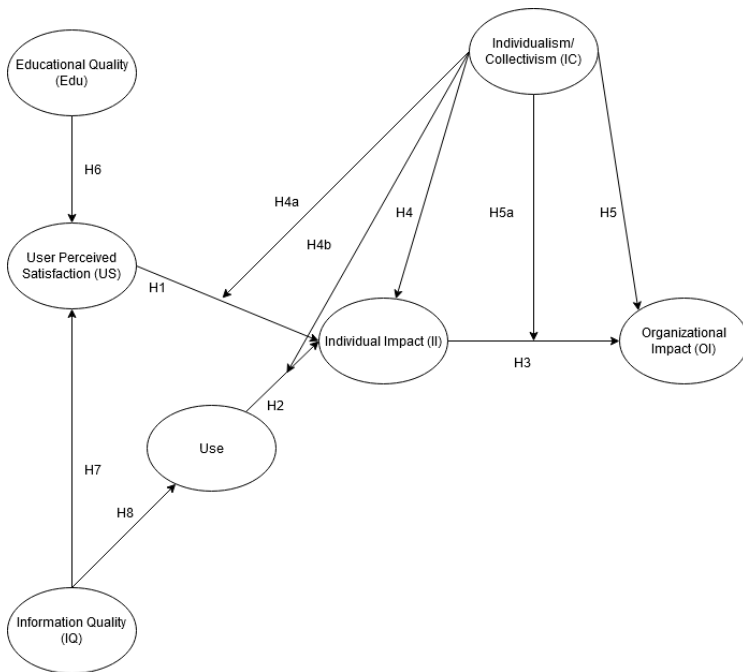 Educational Quality
(Edu)
Individualism/
Collectivism (IC)
H6
H4a
H4b
H4
H5a
H5
User Perceived
Satisfaction (US)
H1
Individual Impact (II)
H3
Organizational
Impact (OI)
H2
Use
H7
H8
Information Quality
(IQ)